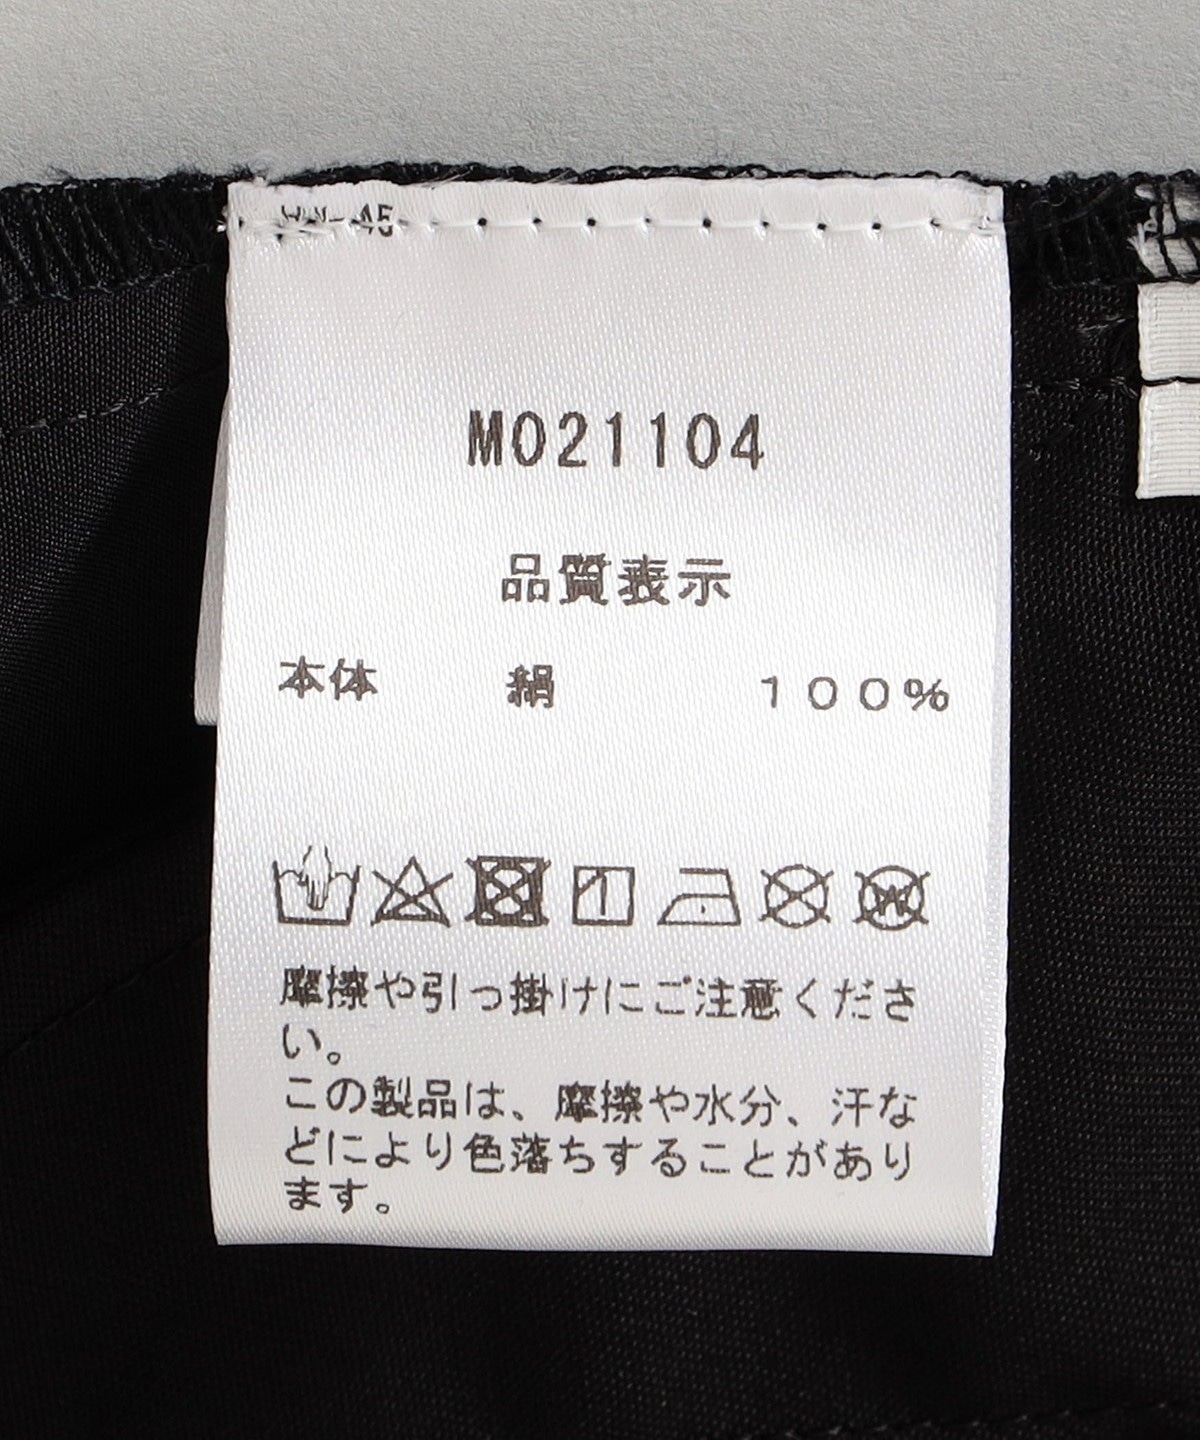 M021104
品質表示
本体 絹 100%
摩擦や引っ掛けにご注意くださ
い。
この製品は、摩擦や水分、汗な
どにより色落ちすることがあり
ます。